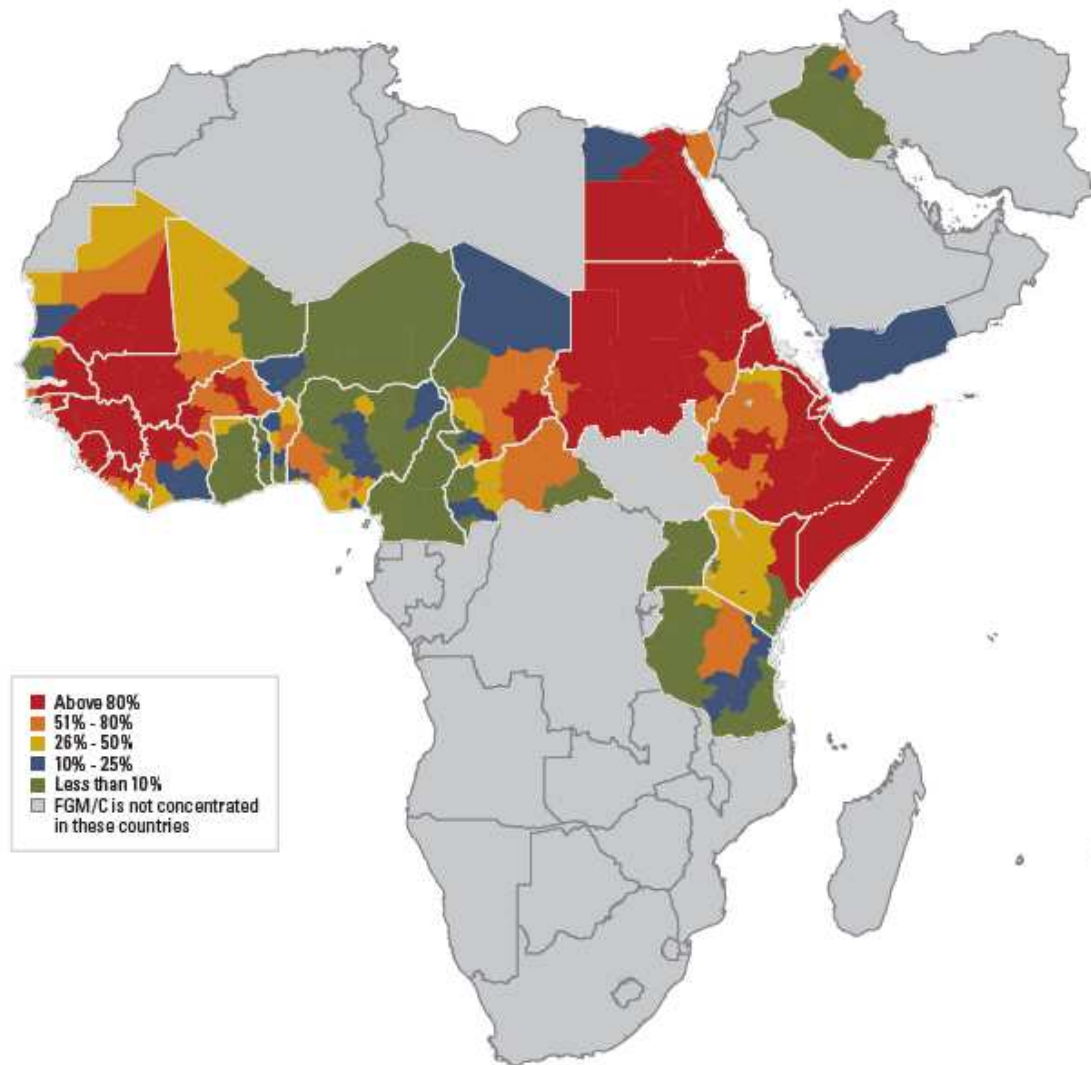 Above 80%
51% - 80%
26% - 50%
10% - 25%
Less than 10%
FGM/C is not concentrated
in these countries